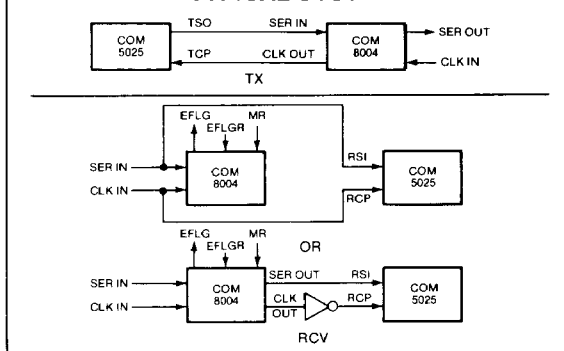 TSO SER IN
COM 5025
COM 8004
SER OUT
TCP CLK OUT
CLK IN
TX
EFLG MR
EFLGR
SER IN
COM 8004
RSI
COM 5025
CLK IN
RCP
EFLG MR
OR
EFLGR
SER IN
COM 8004
SER OUT RSI
COM 5025
CLK IN
CLK OUT
RCP
RCV